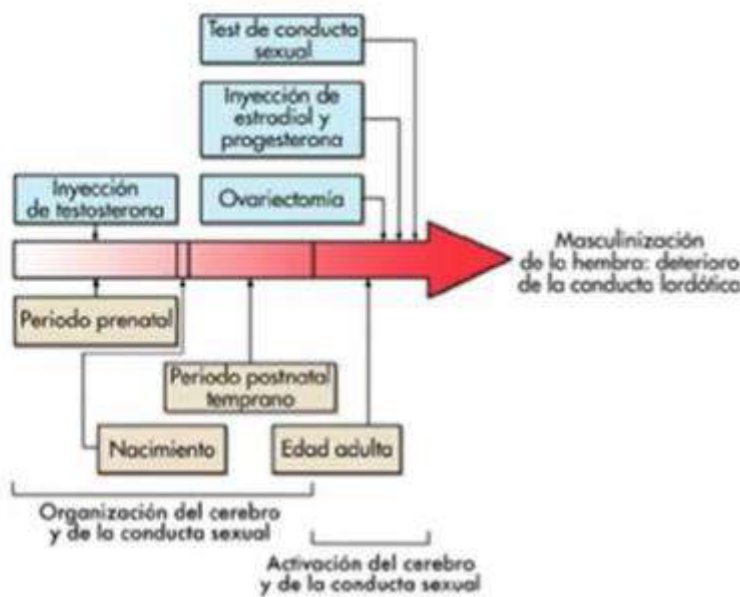 Test de conducta
sexual
Inyección de
estradiol y
progesterona
Inyección
de testosterona
Ovariectomía
Masculinización
de la hembra: deterioro
de la conducta lordótica
Periodo prenatal
Periodo postnatal
temprano
Nacimiento
Edad adulta
Organización del cerebro
y de la conducta sexual
Activación del cerebro
y de la conducta sexual